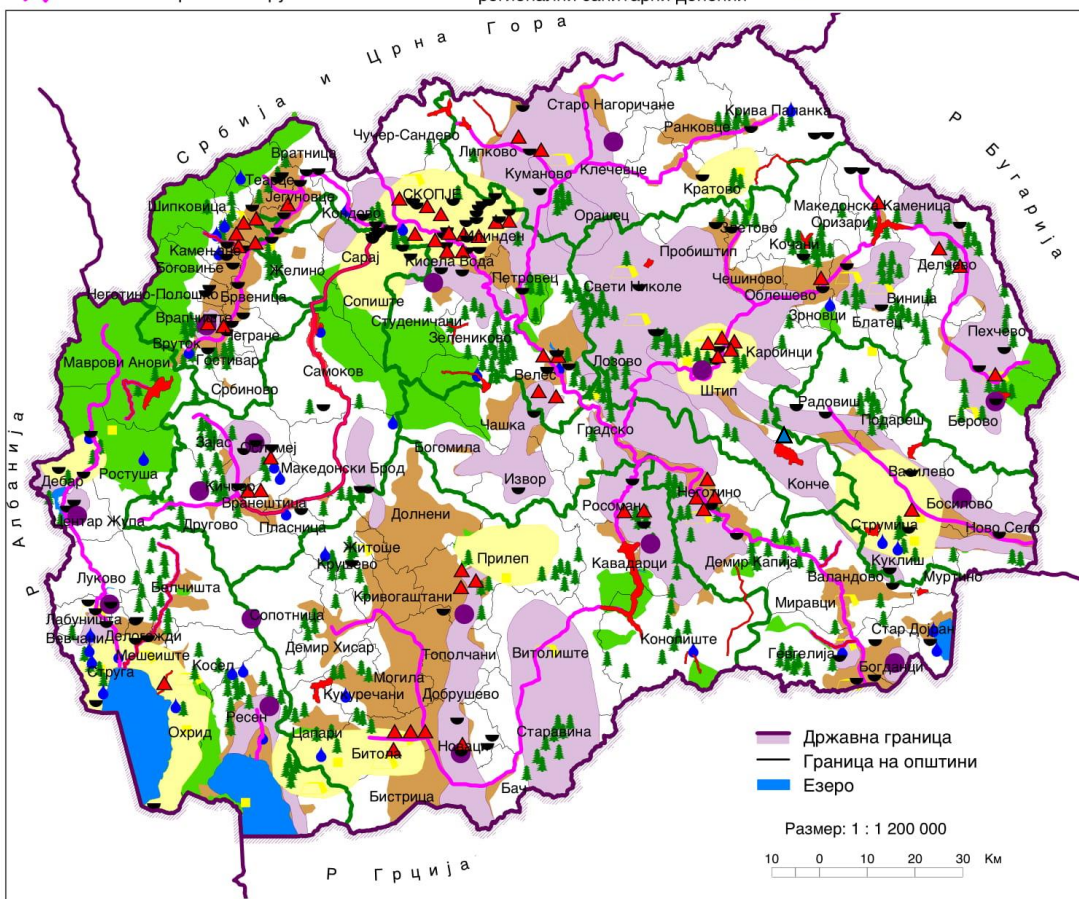 регионални санитарни депонии
Србија и Црна Гора
Р Бугарија
Албанија
Р Грција
Старо Нагоричане
Крива Паланка
Ранковце
Чучер-Сандево
Липково
Куманово
Клечевце
Вратница
Теарце
Јегуновце
Шипковица
СКОПЈЕ
Кратово
Македонска Каменица
Орашец
Оризари
Кондово
Илинден
Пробиштип
Кочани
Сарај
Кисела Вода
Делчево
Боговиње
Желино
Петровец
Чешиново
Облешево
Неготино-Полошко
Брвеница
Сопиште
Свети Николе
Виница
Зрновци
Блатец
Врапчиште
Студеничани
Пехчево
Маврови Анови
Вруток
Гостивар
Зелениково
Лозово
Карбинци
Самоков
Велес
Штип
Србиново
Чашка
Радовиш
Подареш
Берово
Градско
Зајас
Богомила
Ростуша
Македонски Брод
Извор
Василево
Дебар
Кичево
Вранештица
Конче
Босилово
Центар Жупа
Другово
Пласница
Долнени
Росоман
Неготино
Струмица
Ново Село
Житоше
Прилеп
Куклиш
Крушево
Кавадарци
Демир Капија
Муртино
Луково
Белчишта
Кривогаштани
Валандово
Миравци
Лабуништа
Сопотница
Вевчани
Делогожди
Стар Дојран
Мешеишта
Демир Хисар
Тополчани
Витолиште
Конопиште
Струга
Косел
Гевгелија
Богданци
Могила
Кукуречани
Добрушево
Ресен
Охрид
Цапари
Старавина
Битола
Новаци
Бач
Бистрица
Државна граница
Граница на општини
Езеро
Размер: 1 : 1 200 000
10 0 10 20 30 Км